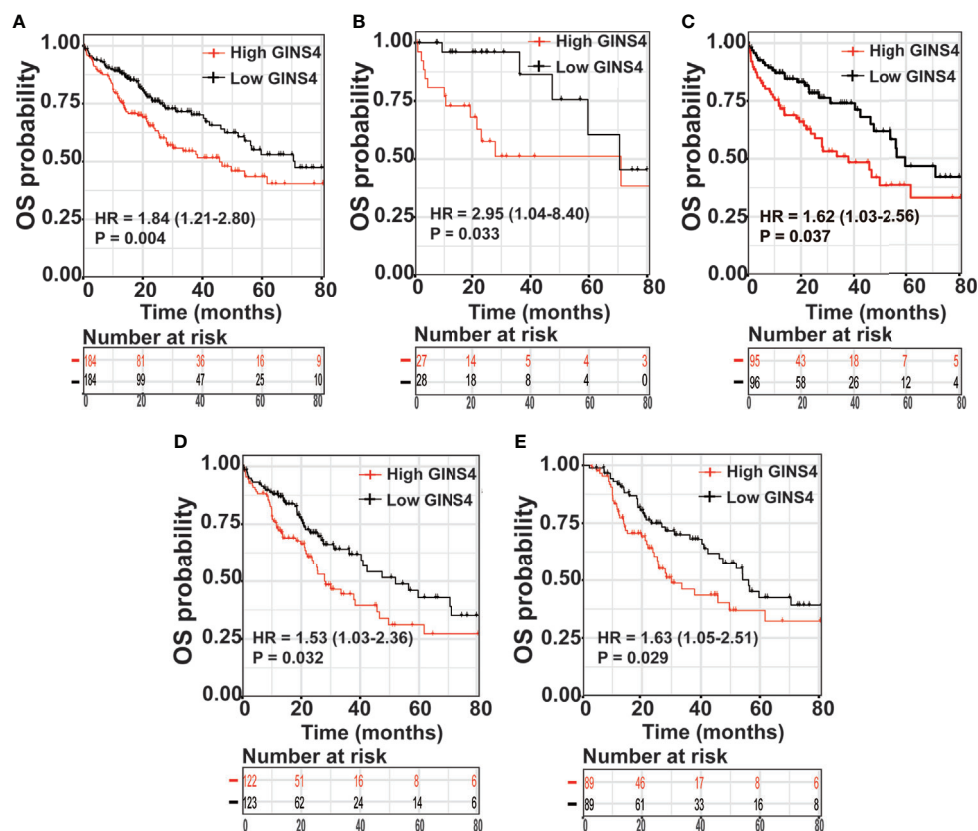 A
OS probability
1.00
0.75
0.50
0.25
0.00
High GINS4
Low GINS4
HR = 1.84 (1.21-2.80)
P = 0.004
0 20 40 60 80
Time (months)
Number at risk
184 81 36 16 9
184 99 47 25 10
0 20 40 60 80
B
OS probability
1.00
0.75
0.50
0.25
0.00
High GINS4
Low GINS4
HR = 2.95 (1.04-8.40)
P = 0.033
0 20 40 60 80
Time (months)
Number at risk
27 14 5 4 3
28 18 8 4 0
0 20 40 60 80
C
OS probability
1.00
0.75
0.50
0.25
0.00
High GINS4
Low GINS4
HR = 1.62 (1.03-2.56)
P = 0.037
0 20 40 60 80
Time (months)
Number at risk
95 43 18 7 5
96 58 26 12 4
0 20 40 60 80
D
OS probability
1.00
0.75
0.50
0.25
0.00
High GINS4
Low GINS4
HR = 1.53 (1.03-2.36)
P = 0.032
0 20 40 60 80
Time (months)
Number at risk
122 51 16 8 6
123 62 24 14 6
0 20 40 60 80
E
OS probability
1.00
0.75
0.50
0.25
0.00
High GINS4
Low GINS4
HR = 1.63 (1.05-2.51)
P = 0.029
0 20 40 60 80
Time (months)
Number at risk
89 46 17 8 6
89 61 33 16 8
0 20 40 60 80